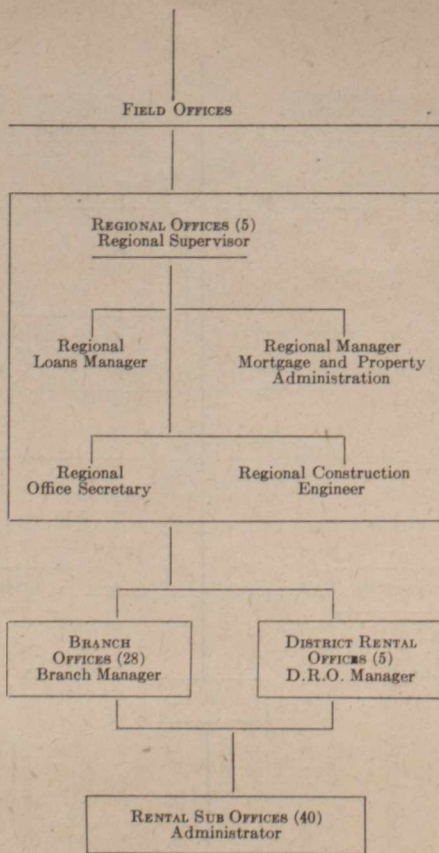 FIELD OFFICES
REGIONAL OFFICES (5)
Regional Supervisor
Regional
Loans Manager
Regional Manager
Mortgage and Property
Administration
Regional
Office Secretary
Regional Construction
Engineer
BRANCH
OFFICES (28)
Branch Manager
DISTRICT RENTAL
OFFICES (5)
D.R.O. Manager
RENTAL SUB OFFICES (40)
Administrator